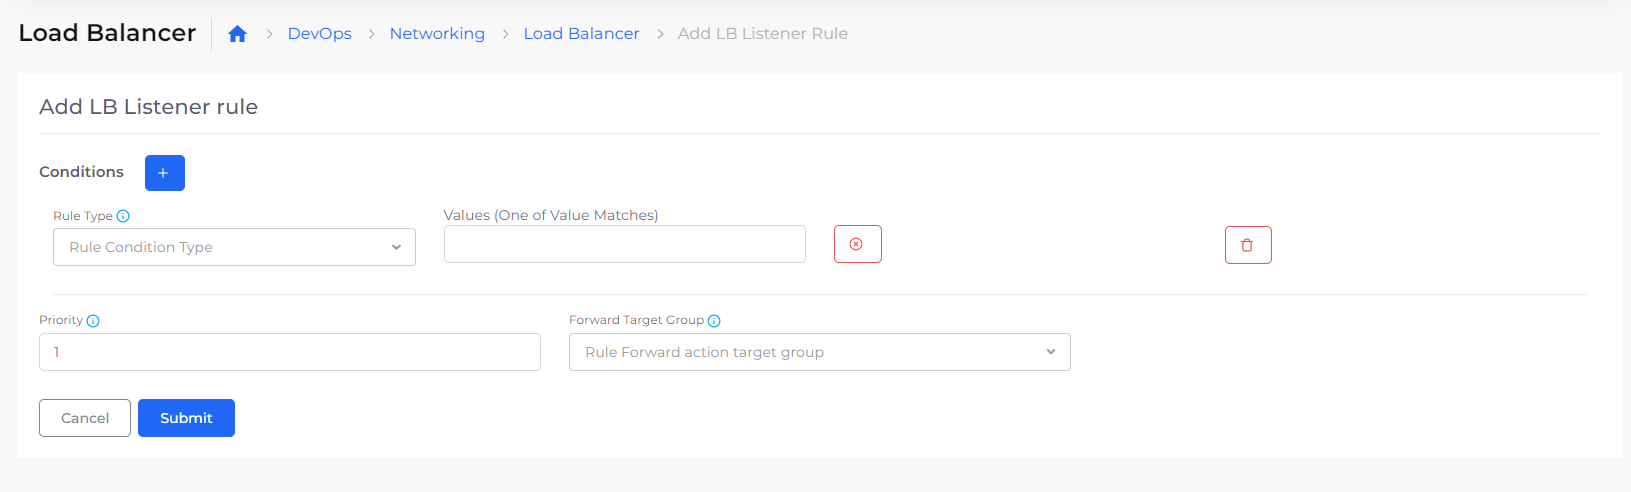 Load Balancer
DevOps
Networking
Load Balancer
Add LB Listener Rule
Add LB Listener rule
Conditions
+
Rule Type
Values (One of Value Matches)
Rule Condition Type
Priority
Forward Target Group
1
Rule Forward action target group
Cancel
Submit